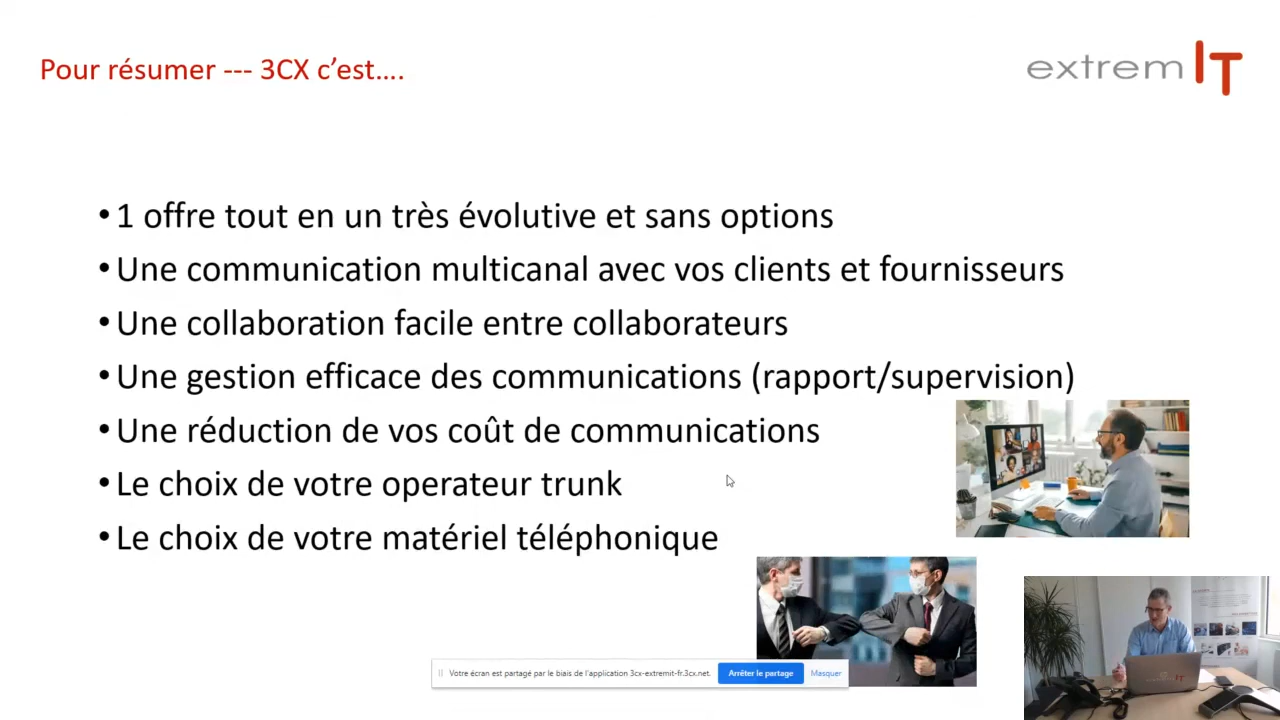 Pour résumer --- 3CX c’est….
extremIT
•1 offre tout en un très évolutive et sans options
•Une communication multicanal avec vos clients et fournisseurs
•Une collaboration facile entre collaborateurs
•Une gestion efficace des communications (rapport/supervision)
•Une réduction de vos coût de communications
•Le choix de votre operateur trunk
•Le choix de votre matériel téléphonique
Votre écran est partagé par le biais de l'application 3cx-extremit-fr.3cx.net.
Arrêter le partage
Masquer